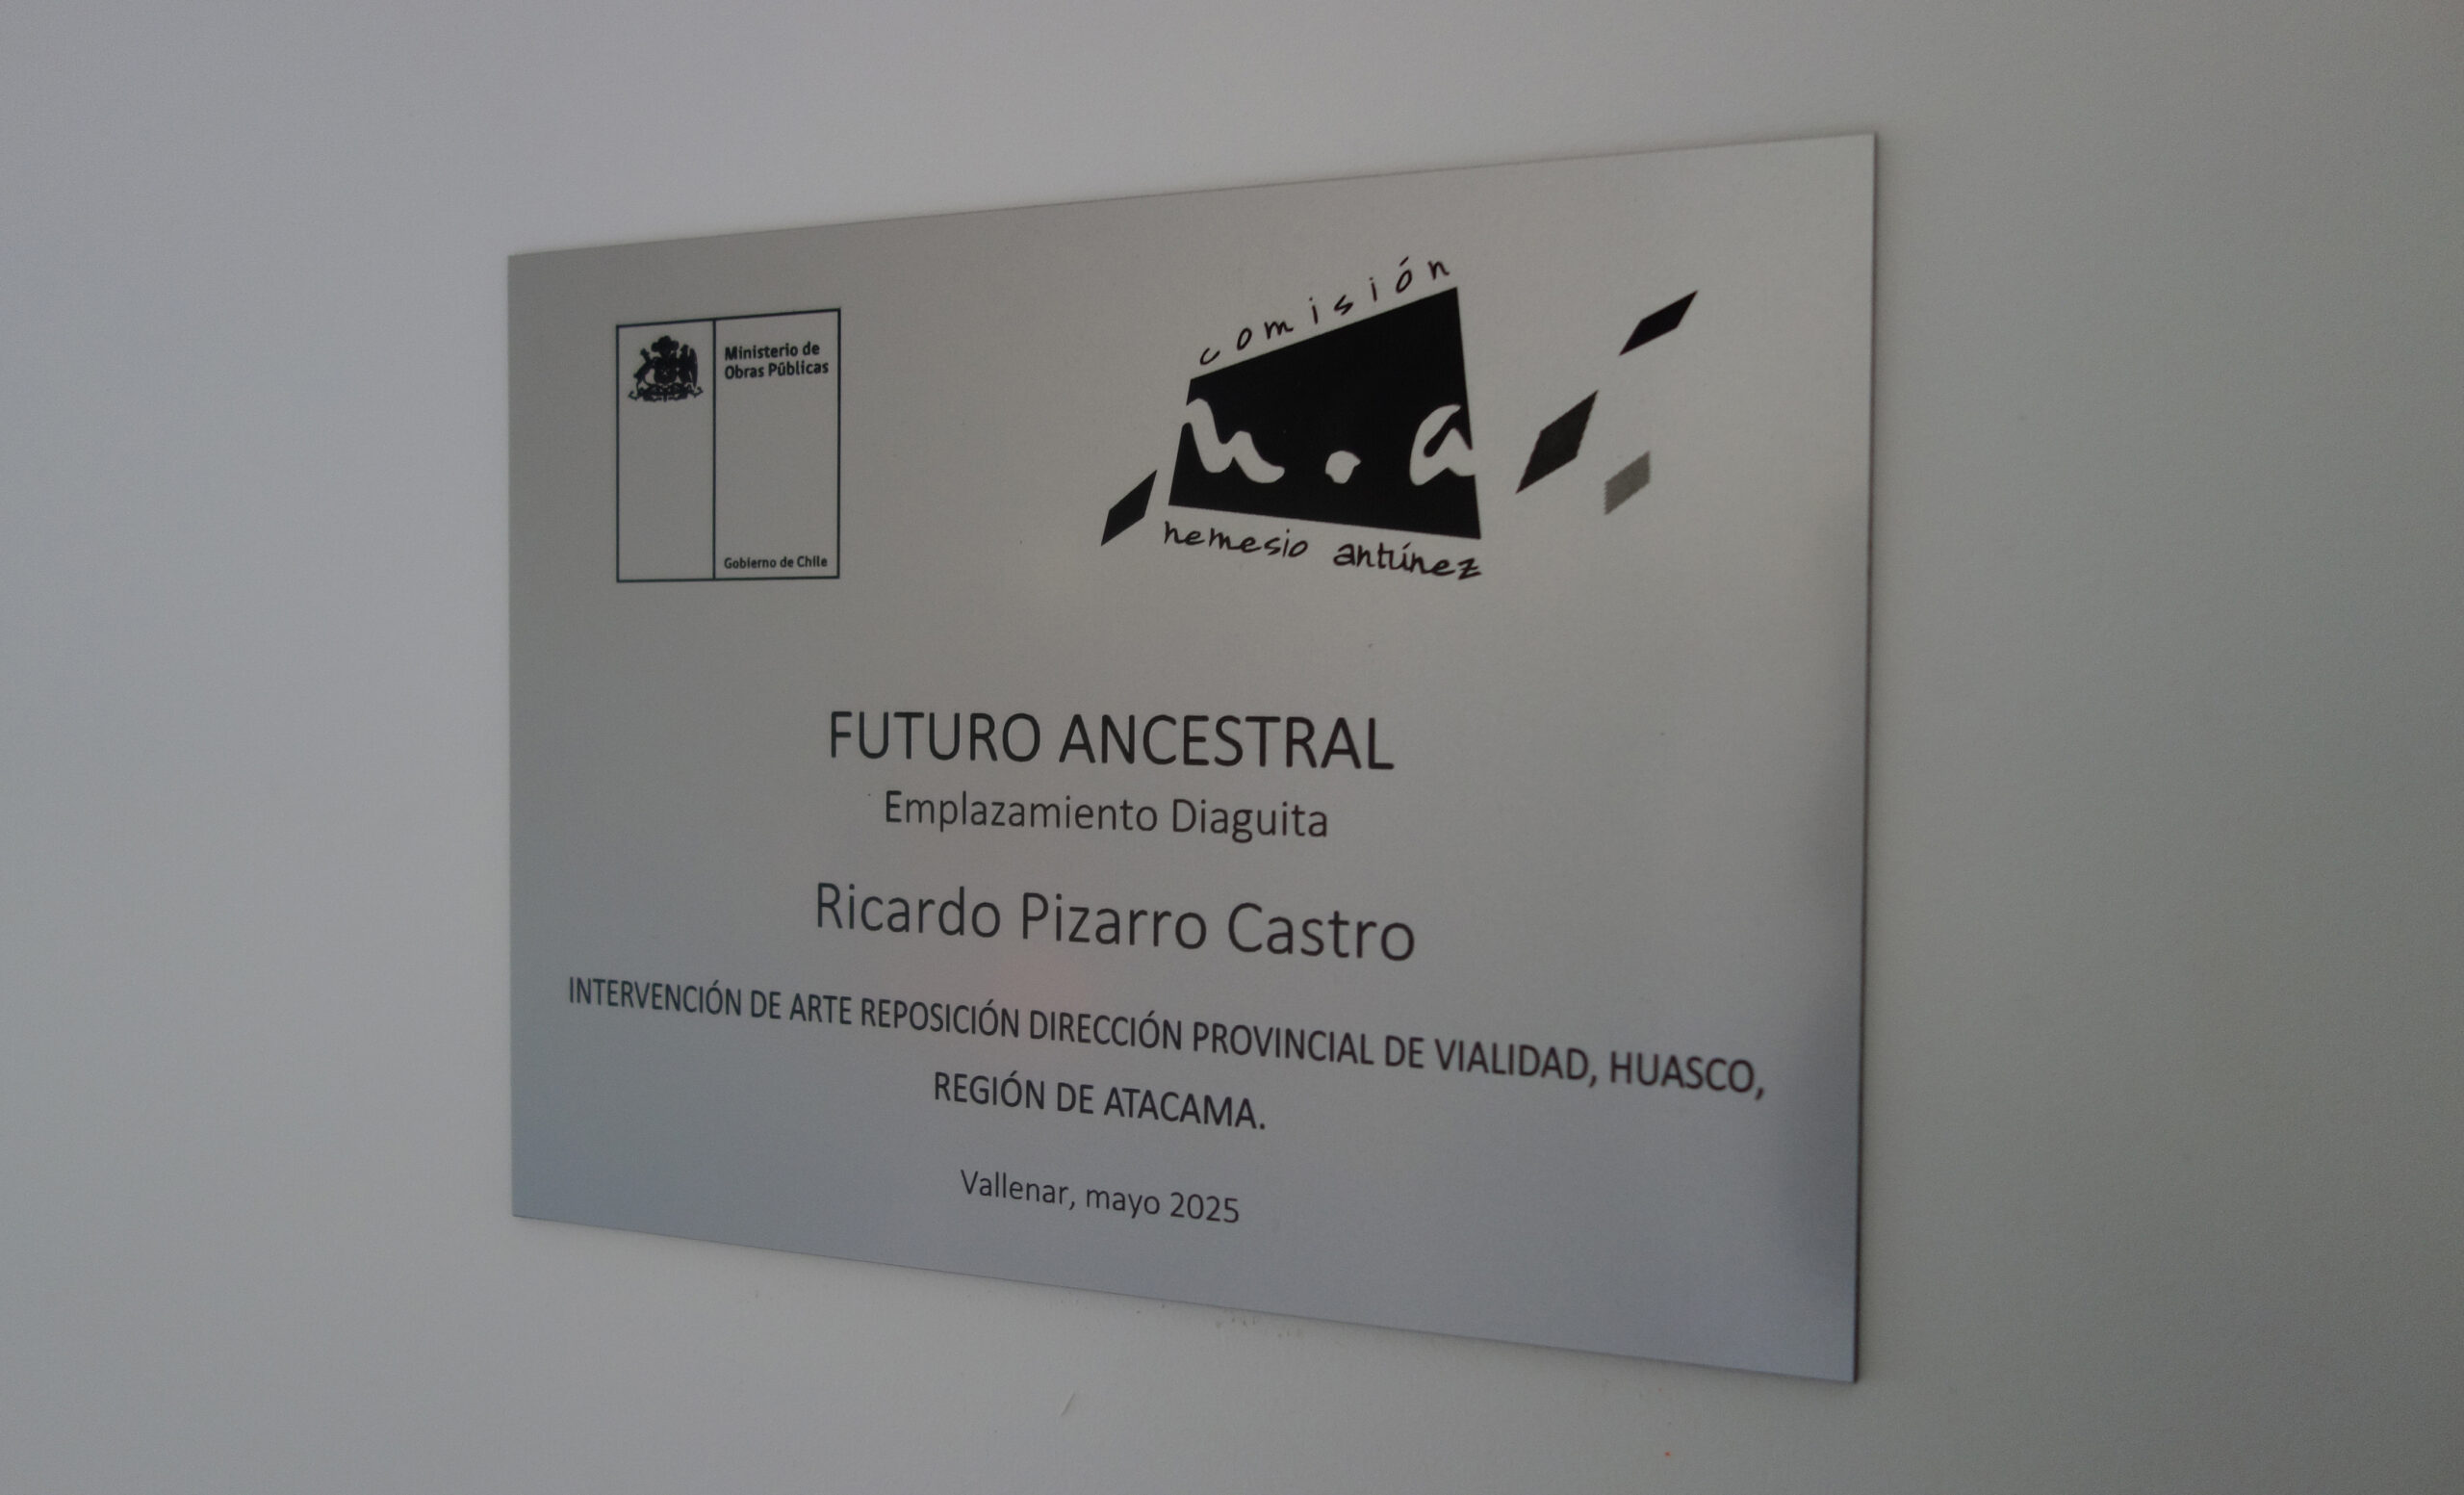 Ministerio de
Obras Públicas
Gobierno de Chile
comisión
n.a
nemesio antúnez
FUTURO ANCESTRAL
Emplazamiento Diaguita
Ricardo Pizarro Castro
INTERVENCIÓN DE ARTE REPOSICIÓN DIRECCIÓN PROVINCIAL DE VIALIDAD, HUASCO,
REGIÓN DE ATACAMA.
Vallenar, mayo 2025